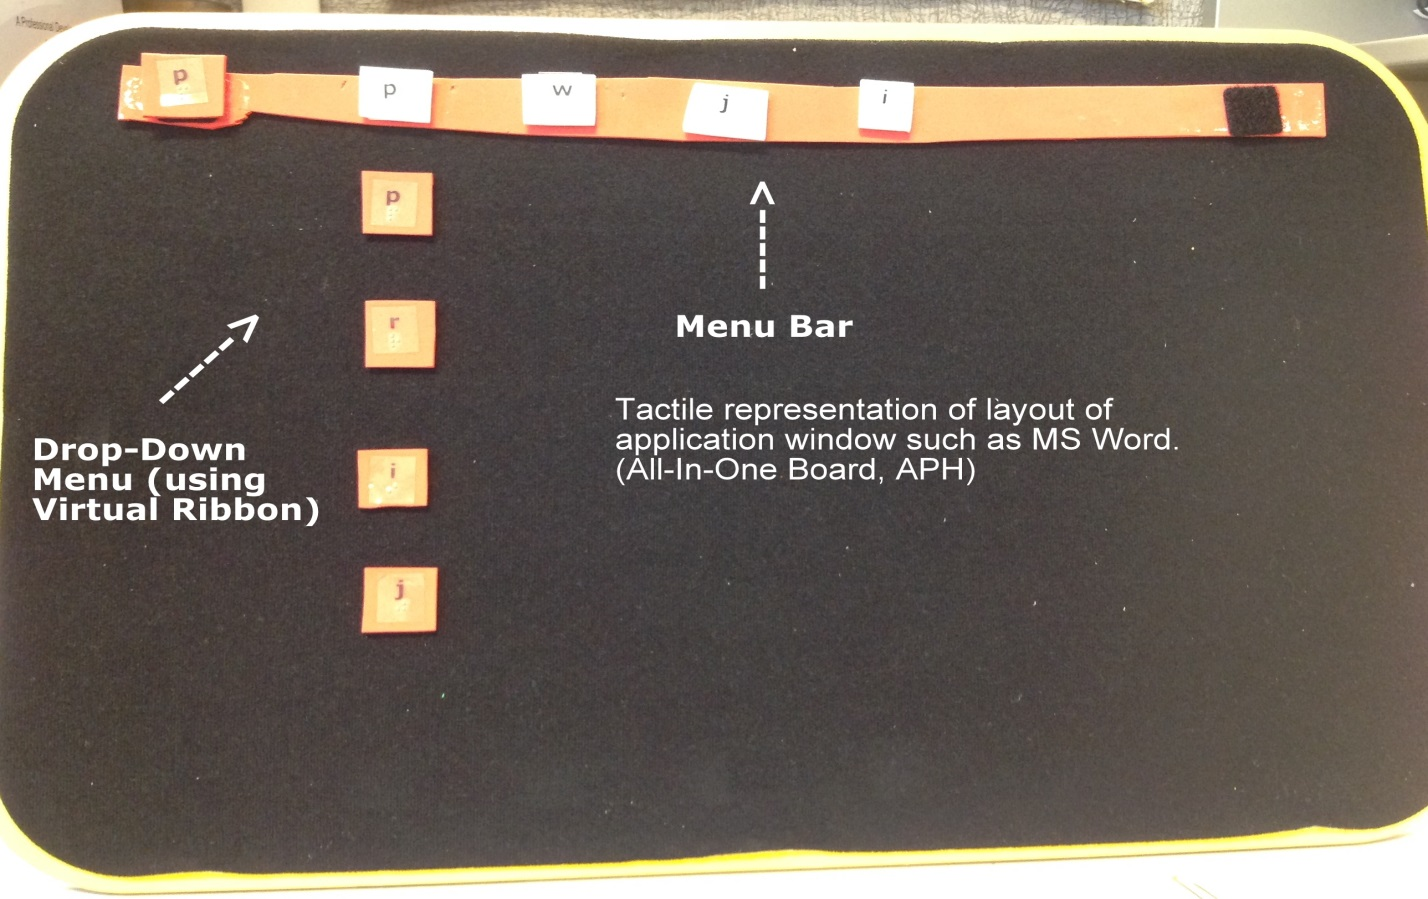 A Professional
p p w j i
p
r
i
j
Menu Bar
Tactile representation of layout of
application window such as MS Word.
(All-In-One Board, APH)
Drop-Down
Menu (using
Virtual Ribbon)